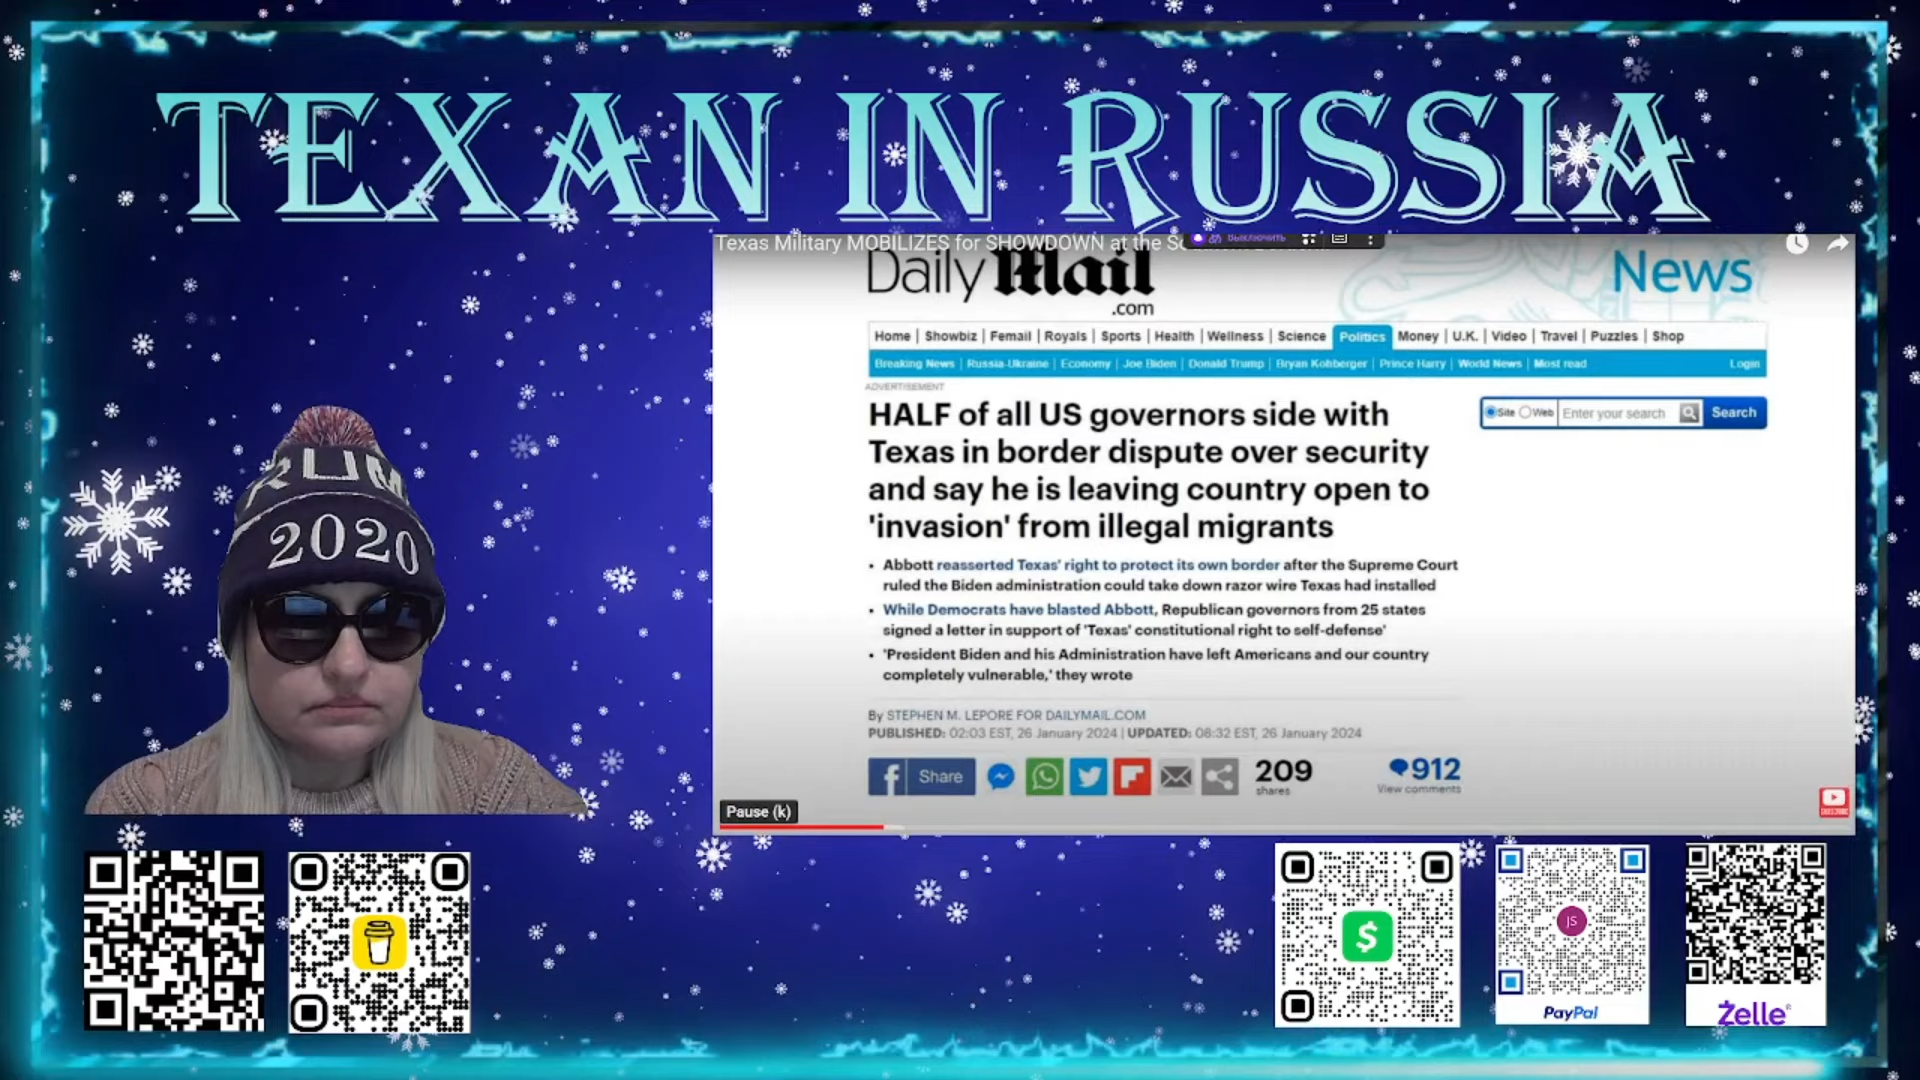 TEXAN IN RUSSIA
Texas Military MOBILIZES for SHOWDOWN at the
выключить
Daily Mail
.com
News
Home | Showbiz | Femail | Royals | Sports | Health | Wellness | Science | Politics | Money | U.K. | Video | Travel | Puzzles | Shop
Breaking News | Russia-Ukraine | Economy | Joe Biden | Donald Trump | Bryan Kohberger | Prince Harry | World News | Most read Login
ADVERTISEMENT
HALF of all US governors side with
Texas in border dispute over security
and say he is leaving country open to
'invasion' from illegal migrants
Site Web Enter your search Search
• Abbott reasserted Texas' right to protect its own border after the Supreme Court
ruled the Biden administration could take down razor wire Texas had installed
• While Democrats have blasted Abbott, Republican governors from 25 states
signed a letter in support of 'Texas' constitutional right to self-defense'
• 'President Biden and his Administration have left Americans and our country
completely vulnerable,' they wrote
By STEPHEN M. LEPORE FOR DAILYMAIL.COM
PUBLISHED: 02:03 EST, 26 January 2024 | UPDATED: 08:32 EST, 26 January 2024
f Share
209
shares
912
View comments
Pause (k)
SUBSCRIBE
RUM
2020
$
JS
PayPal
Zelle